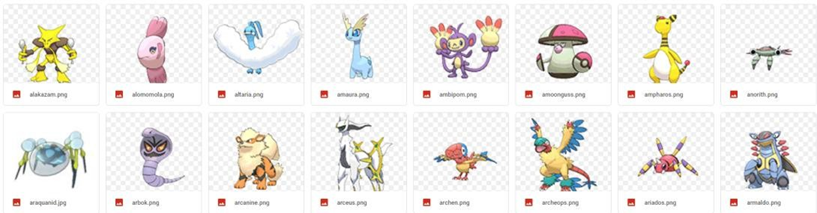 alakazam.png
alomomola.png
altaria.png
amaura.png
ambipom.png
amoonguss.png
ampharos.png
anorith.png
araquanid.jpg
arbok.png
arcanine.png
arceus.png
archen.png
archeops.png
ariados.png
armaldo.png